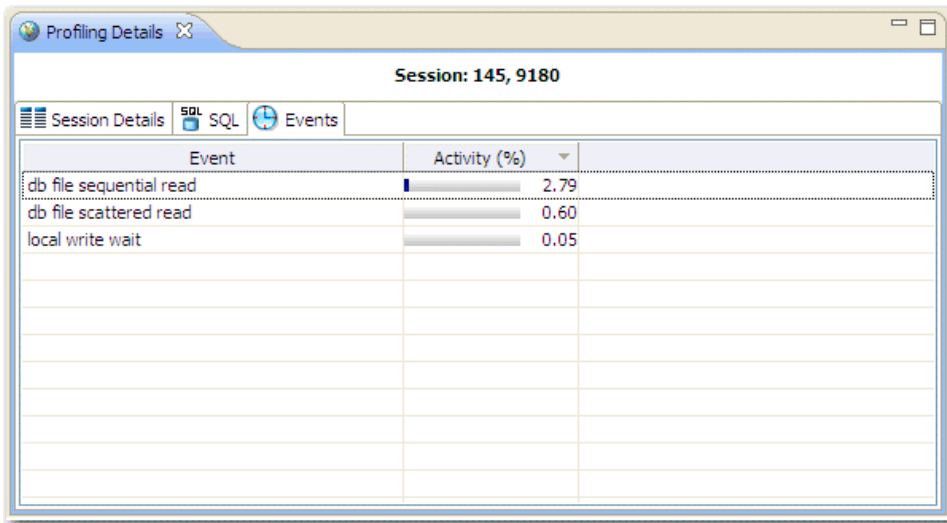 Profiling Details
Session: 145, 9180
Session Details SQL SQL Events
Event Activity (%)
db file sequential read 2.79
db file scattered read 0.60
local write wait 0.05